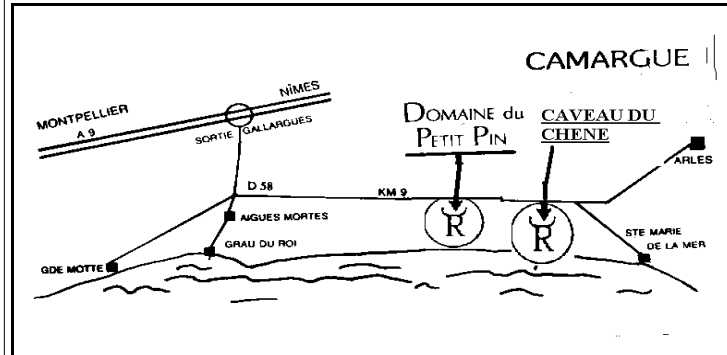 CAMARGUE
MONTPELLIER
A 9
NÎMES
SORTIE GALLARGUES
DOMAINE du
PETIT PIN
CAVEAU DU
CHENE
ARLES
D 58
KM 9
AIGUES MORTES
GRAU DU ROI
GDE MOTTE
R
R
STE MARIE
DE LA MER